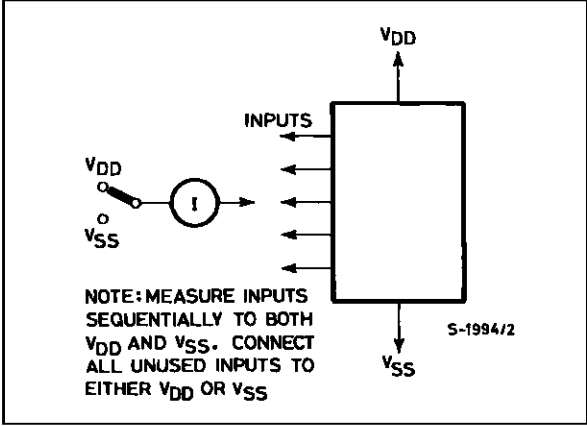 VDD
INPUTS
VDD
I
VSS
NOTE: MEASURE INPUTS
SEQUENTIALLY TO BOTH
VDD AND VSS. CONNECT
ALL UNUSED INPUTS TO
EITHER VDD OR VSS
S-1994/2
VSS